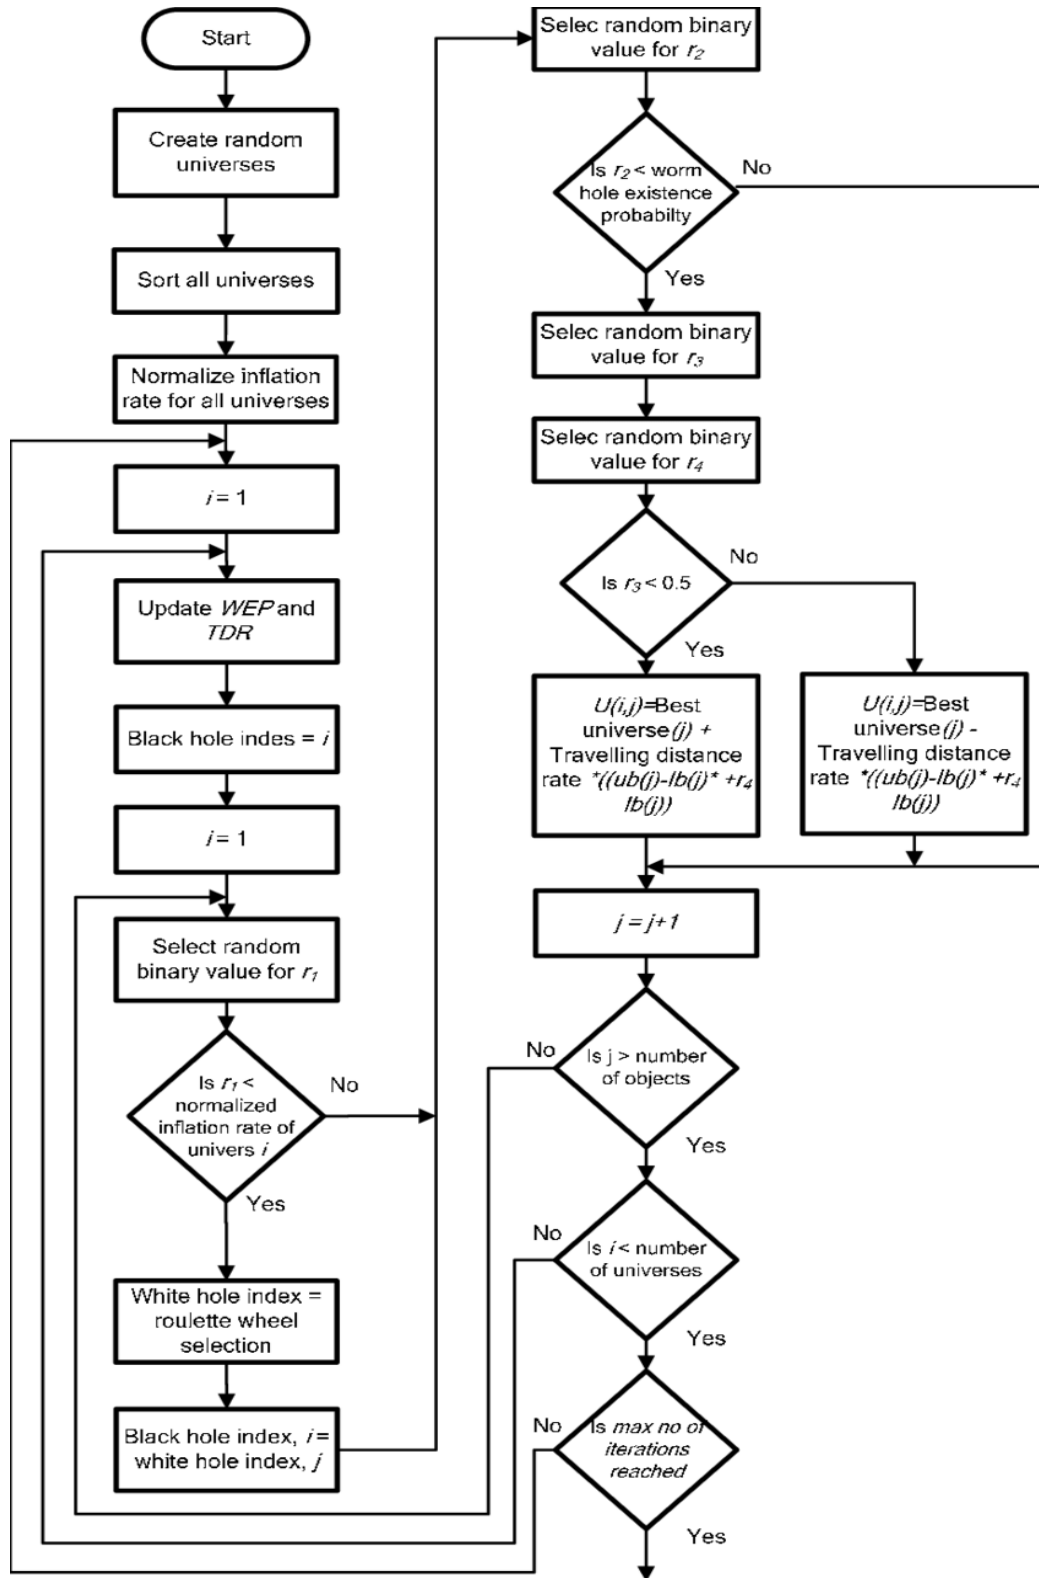 Start
Create random
universes
Sort all universes
Normalize inflation
rate for all universes
i = 1
Update WEP and
TDR
Black hole indes = i
i = 1
Select random
binary value for r1
Is r1 <
normalized
inflation rate of
univers i
No
Yes
White hole index =
roulette wheel
selection
Black hole index, i =
white hole index, j
Selec random binary
value for r2
Is r2 < worm
hole existence
probabilty
No
Yes
Selec random binary
value for r3
Selec random binary
value for r4
Is r3 < 0.5
No
Yes
U(i,j)=Best
universe(j) +
Travelling distance
rate *((ub(j)-lb(j)* +r4
lb(j))
U(i,j)=Best
universe(j) -
Travelling distance
rate *((ub(j)-lb(j)* +r4
lb(j))
j = j+1
Is j > number
of objects
No
Yes
Is i < number
of universes
No
Yes
Is max no of
iterations
reached
No
Yes